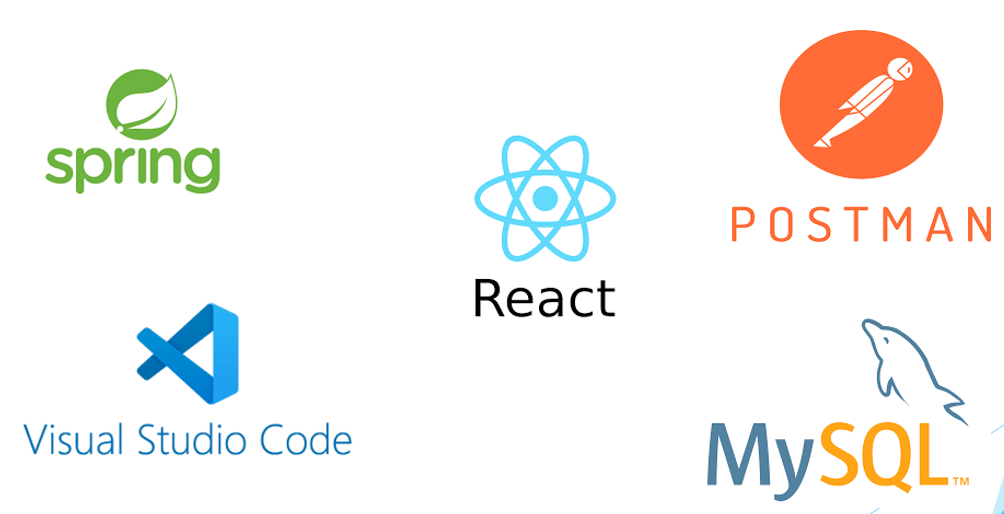 spring
React
POSTMAN
Visual Studio Code
MySQL™